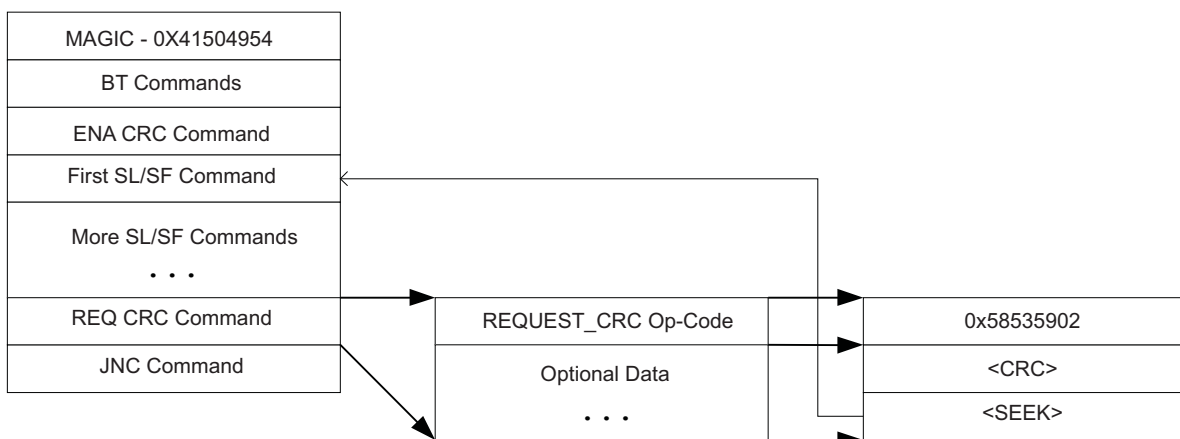 MAGIC - 0X41504954
BT Commands
ENA CRC Command
First SL/SF Command
More SL/SF Commands
. . .
REQ CRC Command
JNC Command
REQUEST_CRC Op-Code
Optional Data
. . .
0x58535902
<CRC>
<SEEK>